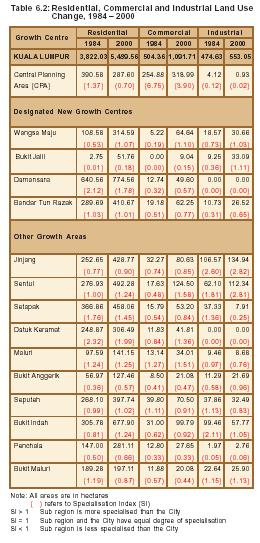 Table 6.2: Residential, Commercial and Industrial Land Use
Change, 1984 – 2000
Growth Centre Residential Commercial Industrial
1984 2000 1984 2000 1984 2000
KUALA LUMPUR 3,822.03 5,489.56 504.36 1,091.71 474.63 553.05
Central Planning 390.58 287.60 254.88 318.99 4.12 0.93
Area (CPA) (1.37) (0.70) (6.75) (3.90) (0.12) (0.02)
Designated New Growth Centres
Wangsa Maju 108.58 314.59 5.22 64.64 18.57 30.66
(0.53) (1.07) (0.19) (1.10) (0.73) (1.03)
Bukit Jalil 2.75 51.76 0.00 9.04 9.25 33.09
(0.01) (0.18) (0.00) (0.15) (0.36) (1.11)
Damansara 640.56 774.56 12.74 49.60 0.00 0.00
(2.12) (1.78) (0.32) (0.57) (0.00) (0.00)
Bandar Tun Razak 289.69 410.67 19.18 62.25 10.73 26.52
(1.03) (1.01) (0.51) (0.77) (0.31) (0.65)
Other Growth Areas
Jinjang 252.65 428.77 32.27 80.63 106.57 134.94
(0.77) (0.90) (0.74) (0.85) (2.60) (2.82)
Sentul 276.93 492.28 17.63 124.50 62.10 112.34
(1.00) (1.24) (0.48) (1.58) (1.81) (2.81)
Setapak 366.86 458.06 15.79 53.20 37.33 7.91
(1.76) (1.45) (0.54) (0.84) (1.36) (0.25)
Datuk Keramat 248.87 306.49 11.83 41.81 0.00 0.00
(2.32) (1.99) (0.84) (1.36) (0.00) (0.00)
Maluri 97.59 141.15 13.14 34.01 9.46 8.68
(1.24) (1.25) (1.27) (1.51) (0.97) (0.76)
Bukit Anggerik 56.97 127.46 8.50 21.08 11.29 21.69
(0.36) (0.57) (0.41) (0.47) (0.58) (0.96)
Seputeh 268.10 397.74 39.80 70.50 37.86 32.49
(0.99) (1.02) (1.11) (0.91) (1.13) (0.83)
Bukit Indah 305.78 677.90 31.00 99.79 99.46 57.77
(0.81) (1.24) (0.62) (0.92) (2.11) (1.05)
Penchala 147.00 281.11 12.80 27.65 1.97 2.76
(0.50) (0.66) (0.33) (0.33) (0.05) (0.06)
Bukit Maluri 189.28 197.11 11.88 20.08 22.64 25.90
(1.19) (0.87) (0.57) (0.44) (1.15) (1.13)
Note: All areas are in hectares
( ) refers to Specialisation Index (SI)
SI > 1 Sub region is more specialised than the City
SI = 1 Sub region and the City have equal degree of specialisation
SI < 1 Sub region is less specialised than the City